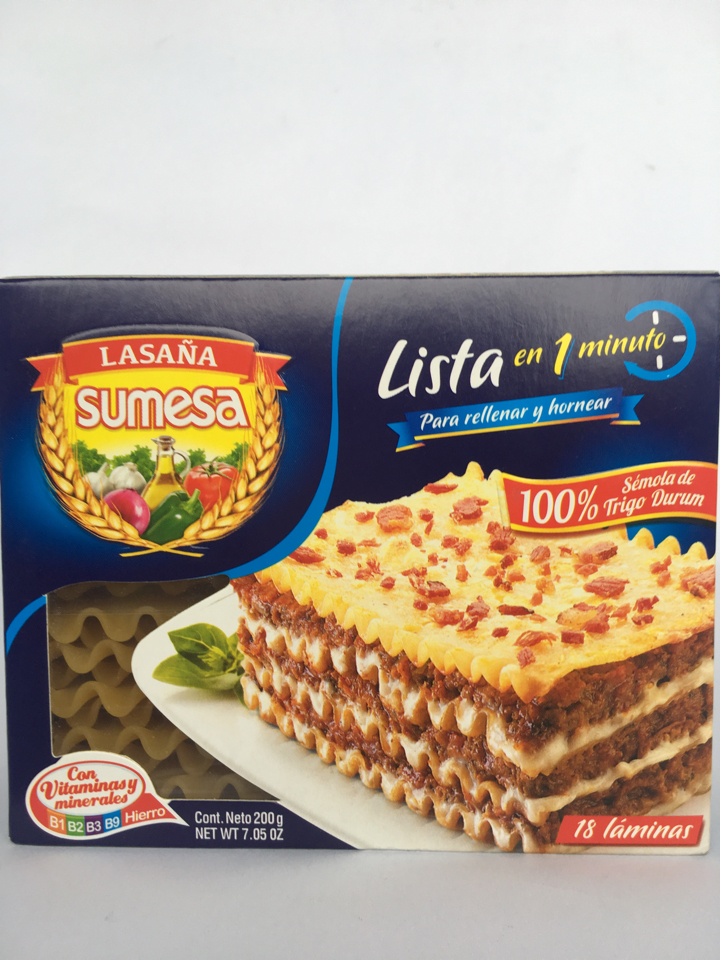 LASAÑA
sumesa
Lista en 1 minuto
Para rellenar y hornear
100% Sémola de
Trigo Durum
Con
Vitaminas y
minerales
B1 B2 B3 B9 Hierro
Cont. Neto 200 g
NET WT 7.05 OZ
18 láminas